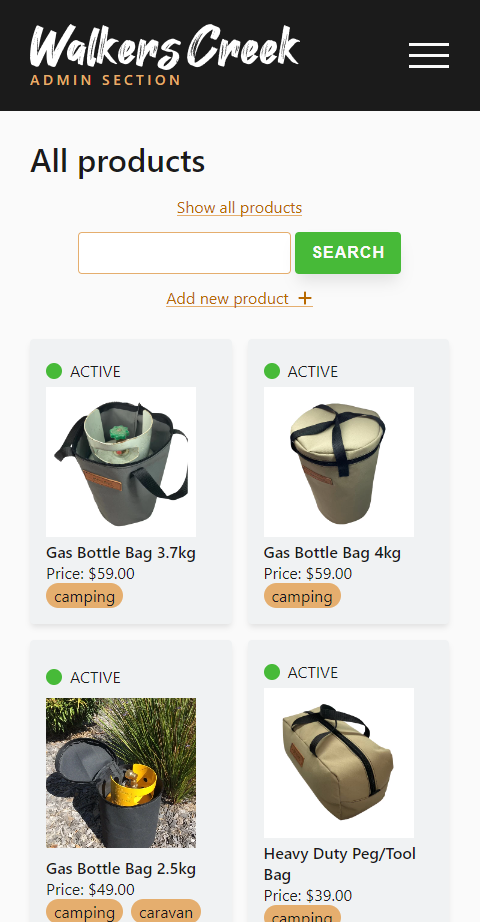 Walkers Creek
ADMIN SECTION
All products
Show all products
SEARCH
Add new product +
ACTIVE
Gas Bottle Bag 3.7kg
Price: $59.00
camping
ACTIVE
Gas Bottle Bag 4kg
Price: $59.00
camping
ACTIVE
Gas Bottle Bag 2.5kg
Price: $49.00
camping caravan
ACTIVE
Heavy Duty Peg/Tool
Bag
Price: $39.00
camping